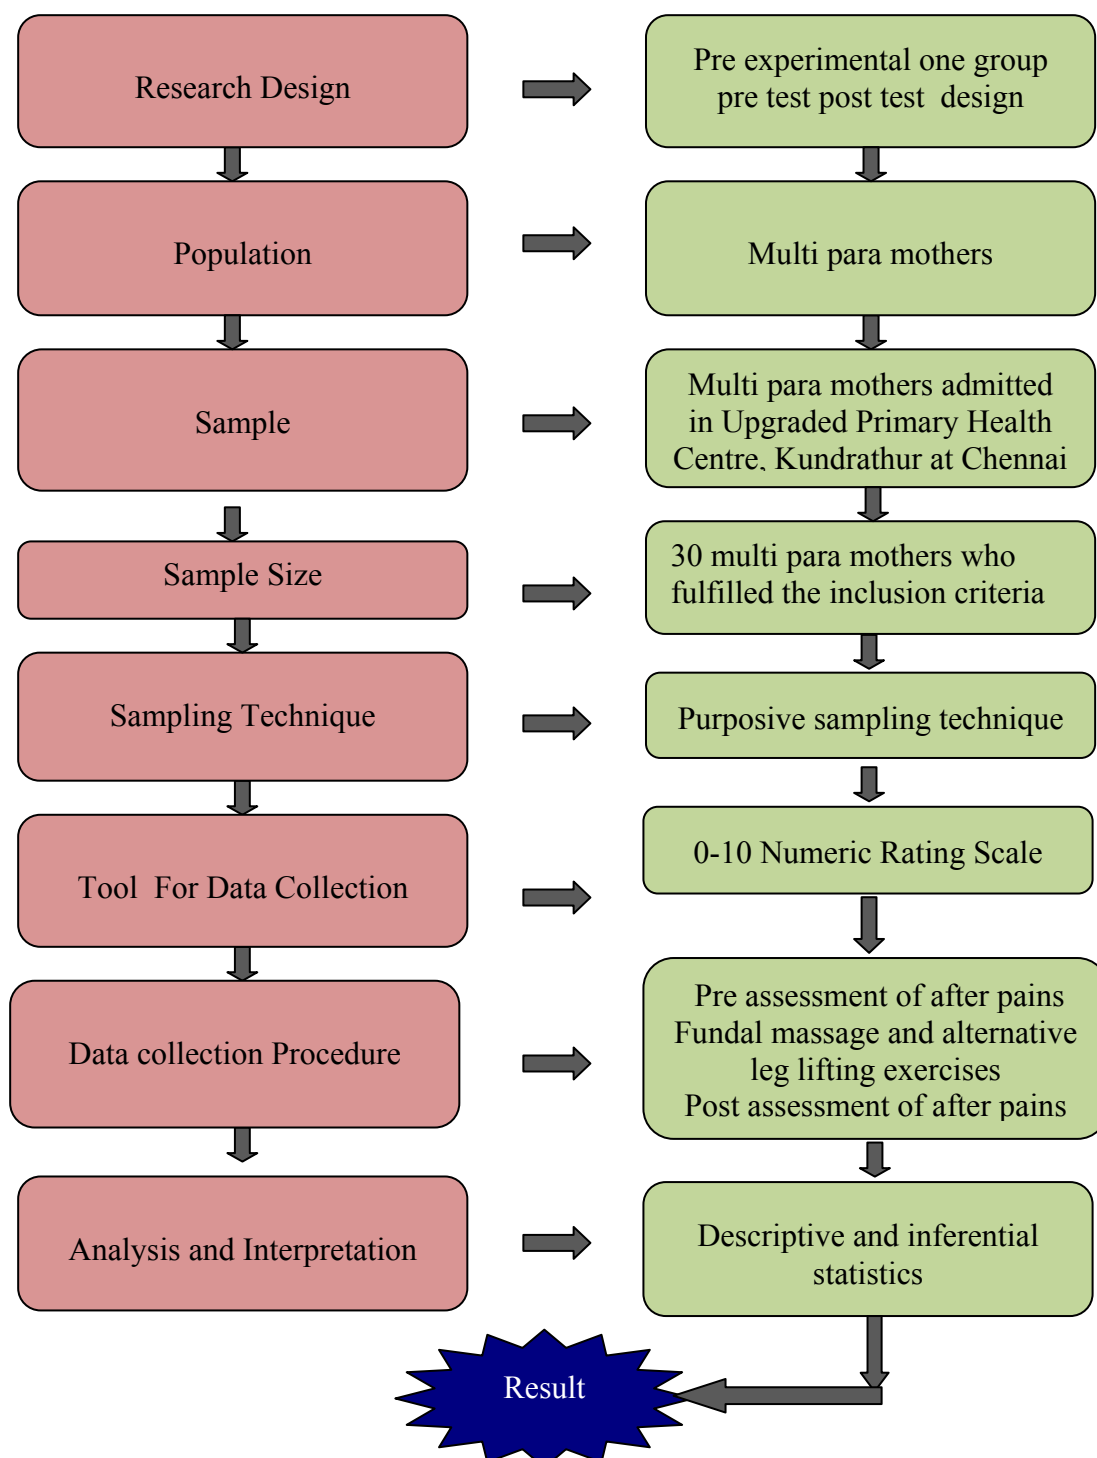 Research Design
Pre experimental one group
pre test post test  design
Population
Multi para mothers
Sample
Multi para mothers admitted
in Upgraded Primary Health
Centre, Kundrathur at Chennai
Sample Size
30 multi para mothers who
fulfilled the inclusion criteria
Sampling Technique
Purposive sampling technique
Tool  For Data Collection
0-10 Numeric Rating Scale
Data collection Procedure
Pre assessment of after pains
Fundal massage and alternative
leg lifting exercises
Post assessment of after pains
Analysis and Interpretation
Descriptive and inferential
statistics
Result